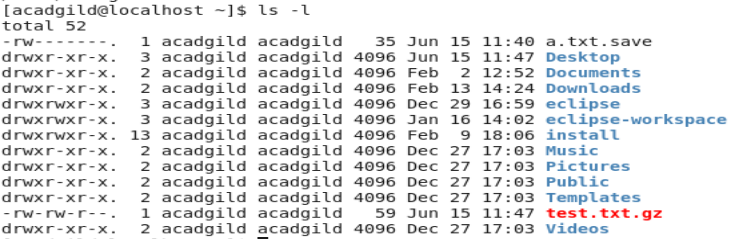 [acadgild@localhost ~]$ ls -l
total 52
-rw-------.  1 acadgild acadgild   35 Jun 15 11:40 a.txt.save
drwxr-xr-x.  3 acadgild acadgild 4096 Jun 15 11:47 Desktop
drwxr-xr-x.  2 acadgild acadgild 4096 Feb  2 12:52 Documents
drwxr-xr-x.  2 acadgild acadgild 4096 Feb 13 14:24 Downloads
drwxrwxr-x.  3 acadgild acadgild 4096 Dec 29 16:59 eclipse
drwxrwxr-x.  3 acadgild acadgild 4096 Jan 16 14:02 eclipse-workspace
drwxrwxr-x. 13 acadgild acadgild 4096 Feb  9 18:06 install
drwxr-xr-x.  2 acadgild acadgild 4096 Dec 27 17:03 Music
drwxr-xr-x.  2 acadgild acadgild 4096 Dec 27 17:03 Pictures
drwxr-xr-x.  2 acadgild acadgild 4096 Dec 27 17:03 Public
drwxr-xr-x.  2 acadgild acadgild 4096 Dec 27 17:03 Templates
-rw-rw-r--.  1 acadgild acadgild   59 Jun 15 11:47 test.txt.gz
drwxr-xr-x.  2 acadgild acadgild 4096 Dec 27 17:03 Videos